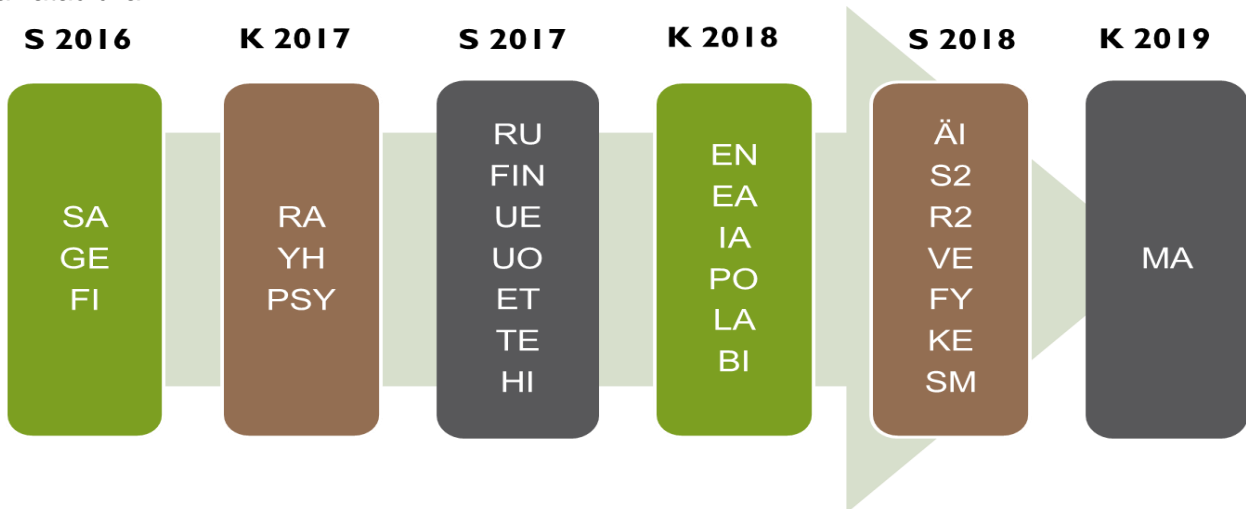 S 2016
K 2017
S 2017
K 2018
S 2018
K 2019
SA
GE
FI
RA
YH
PSY
RU
FIN
UE
UO
ET
TE
HI
EN
EA
IA
PO
LA
BI
ÄI
S2
R2
VE
FY
KE
SM
MA